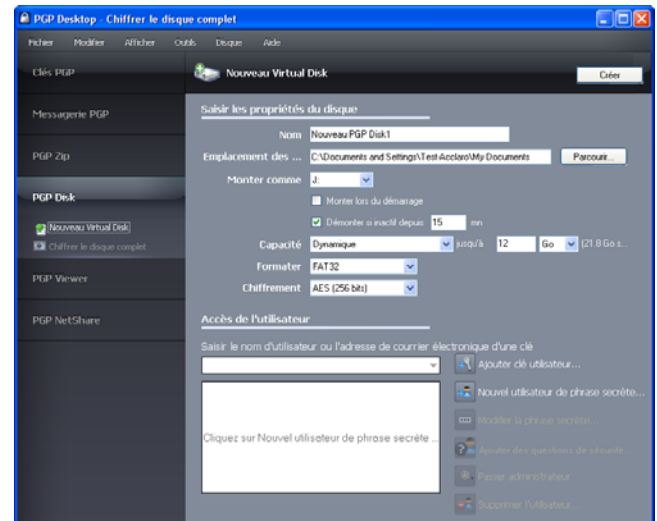 PGP Desktop - Chiffrer le disque complet
Fichier Modifier Afficher Outils Disque Aide
Clés PGP
Messagerie PGP
PGP Zip
PGP Disk
Nouveau Virtual Disk
Chiffrer le disque complet
PGP Viewer
PGP NetShare
Nouveau Virtual Disk
Créer
Saisir les propriétés du disque
Nom Nouveau PGP Disk1
Emplacement des ... C:\Documents and Settings\Test-Acclaro\My Documents Parcourir...
Monter comme J:
Monter lors du démarrage
Démonter si inactif depuis 15 mn
Capacité Dynamique jusqu'à 12 Go (21.8 Go s...
Formater FAT32
Chiffrement AES (256 bits)
Accès de l'utilisateur
Saisir le nom d'utilisateur ou l'adresse de courrier électronique d'une clé
Ajouter clé utilisateur...
Nouvel utilisateur de phrase secrète...
Cliquez sur Nouvel utilisateur de phrase secrète ...
Modifier la phrase secrète...
Ajouter des questions de sécurité...
Passer administrateur
Supprimer l'utilisateur...